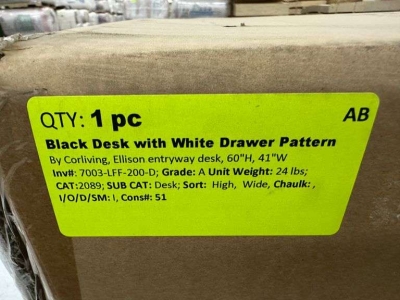 QTY: 1 pc AB
Black Desk with White Drawer Pattern
By Corliving, Ellison entryway desk, 60"H, 41"W
Inv#: 7003-LFF-200-D; Grade: A Unit Weight: 24 lbs;
CAT:2089; SUB CAT: Desk; Sort: High, Wide, Chaulk: ,
I/O/D/SM: I, Cons#: 51